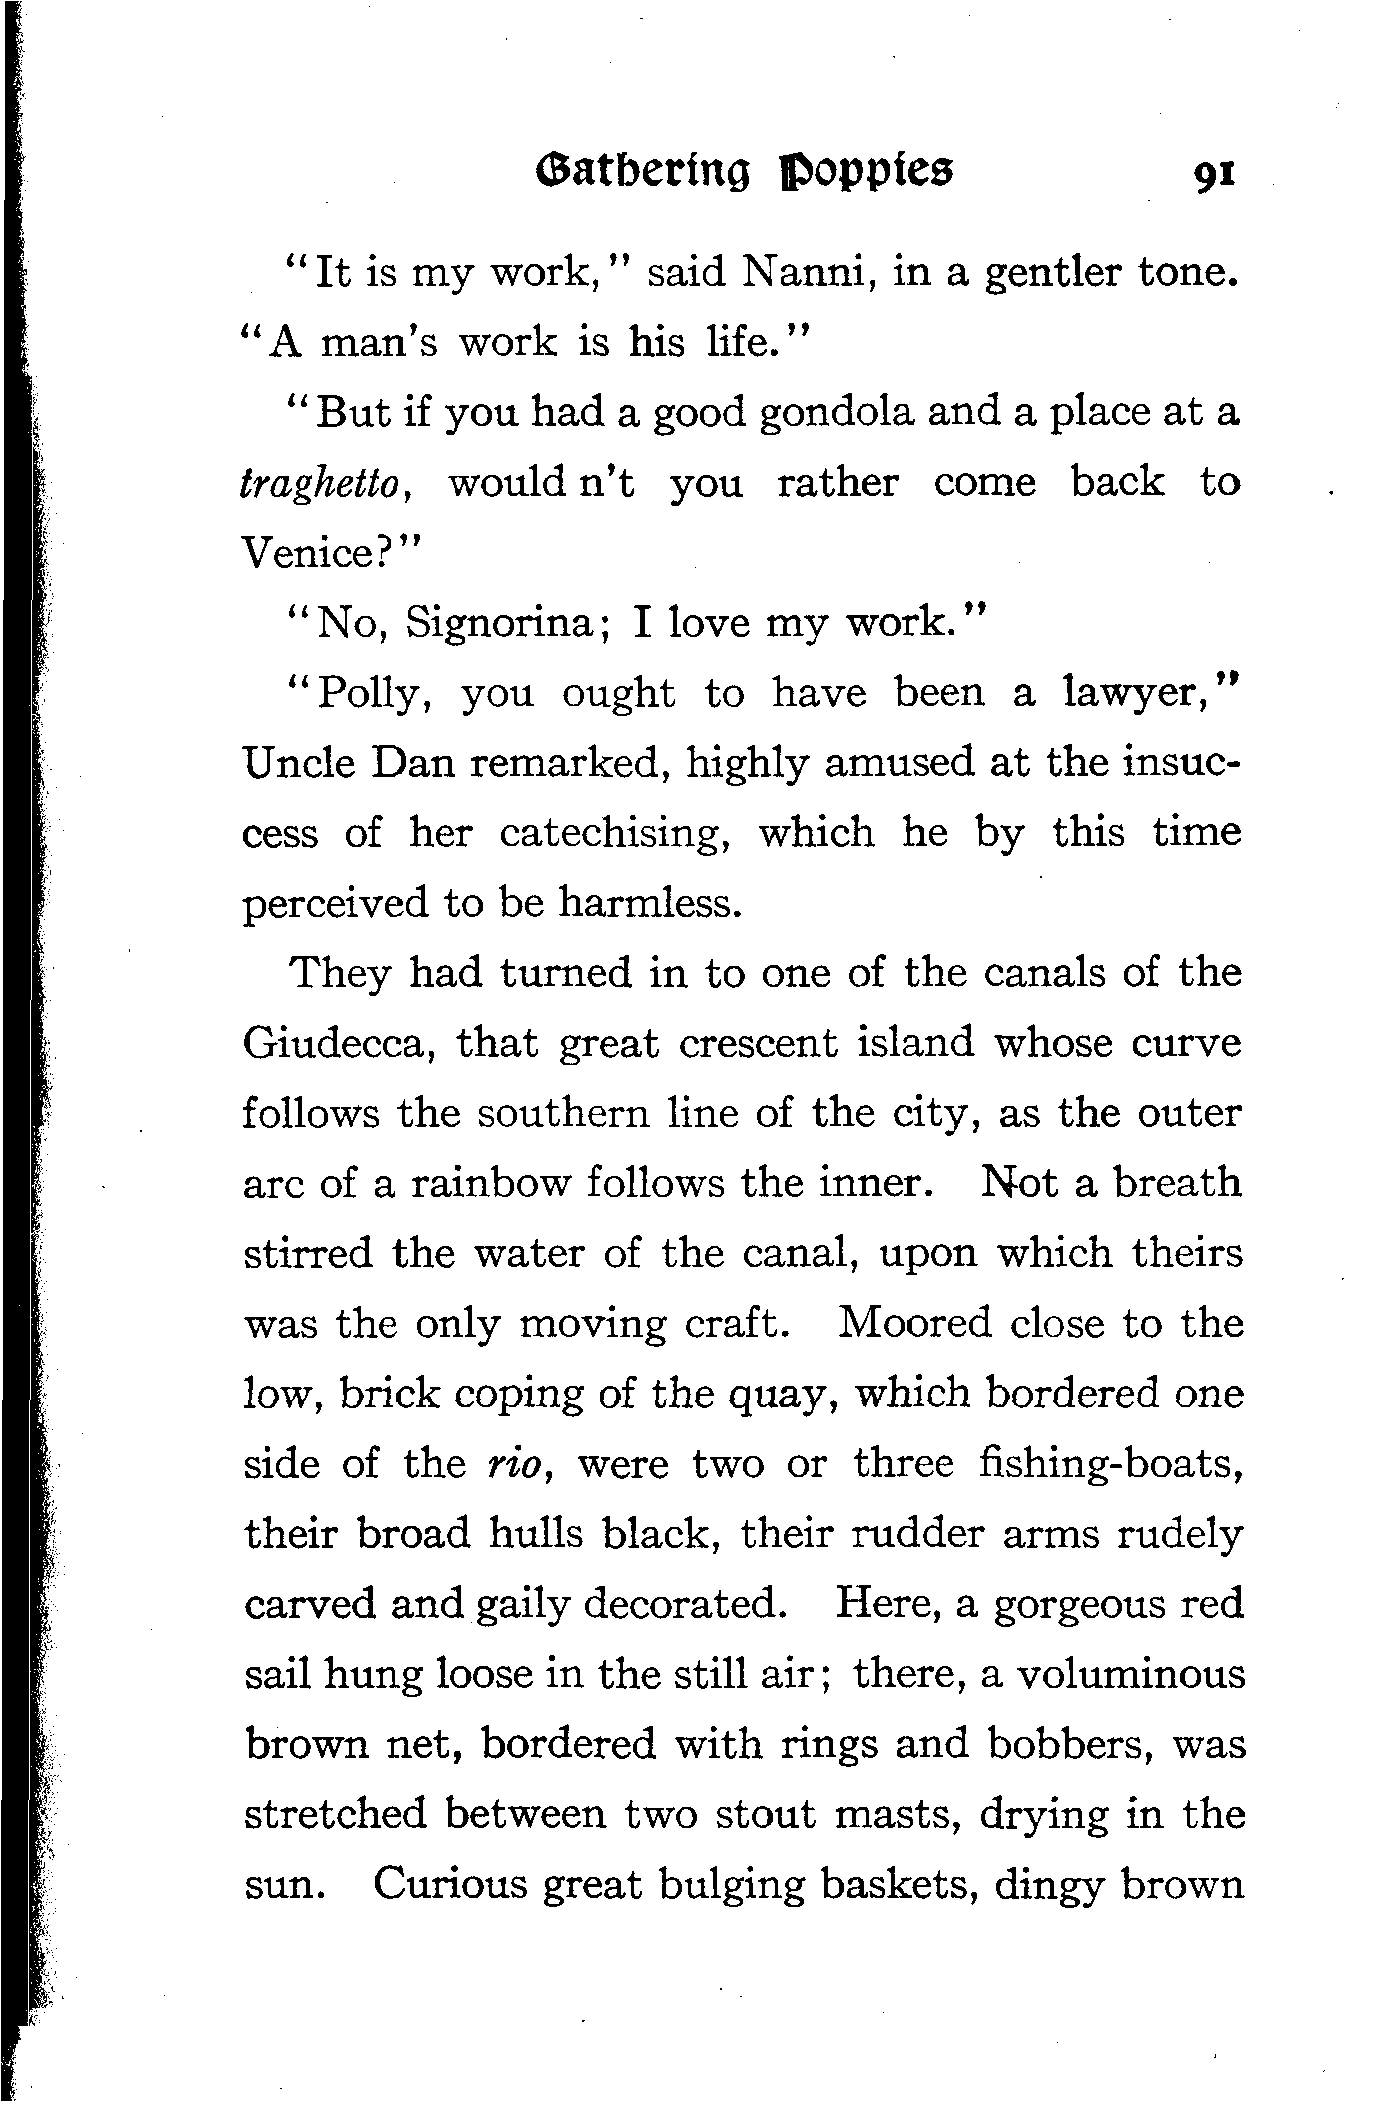 Gathering Poppies 91
"It is my work," said Nanni, in a gentler tone.
"A man's work is his life."
"But if you had a good gondola and a place at a
traghetto, would n't you rather come back to
Venice?"
"No, Signorina; I love my work."
"Polly, you ought to have been a lawyer,"
Uncle Dan remarked, highly amused at the insuc-
cess of her catechising, which he by this time
perceived to be harmless.
They had turned in to one of the canals of the
Giudecca, that great crescent island whose curve
follows the southern line of the city, as the outer
arc of a rainbow follows the inner. Not a breath
stirred the water of the canal, upon which theirs
was the only moving craft. Moored close to the
low, brick coping of the quay, which bordered one
side of the rio, were two or three fishing-boats,
their broad hulls black, their rudder arms rudely
carved and gaily decorated. Here, a gorgeous red
sail hung loose in the still air; there, a voluminous
brown net, bordered with rings and bobbers, was
stretched between two stout masts, drying in the
sun. Curious great bulging baskets, dingy brown